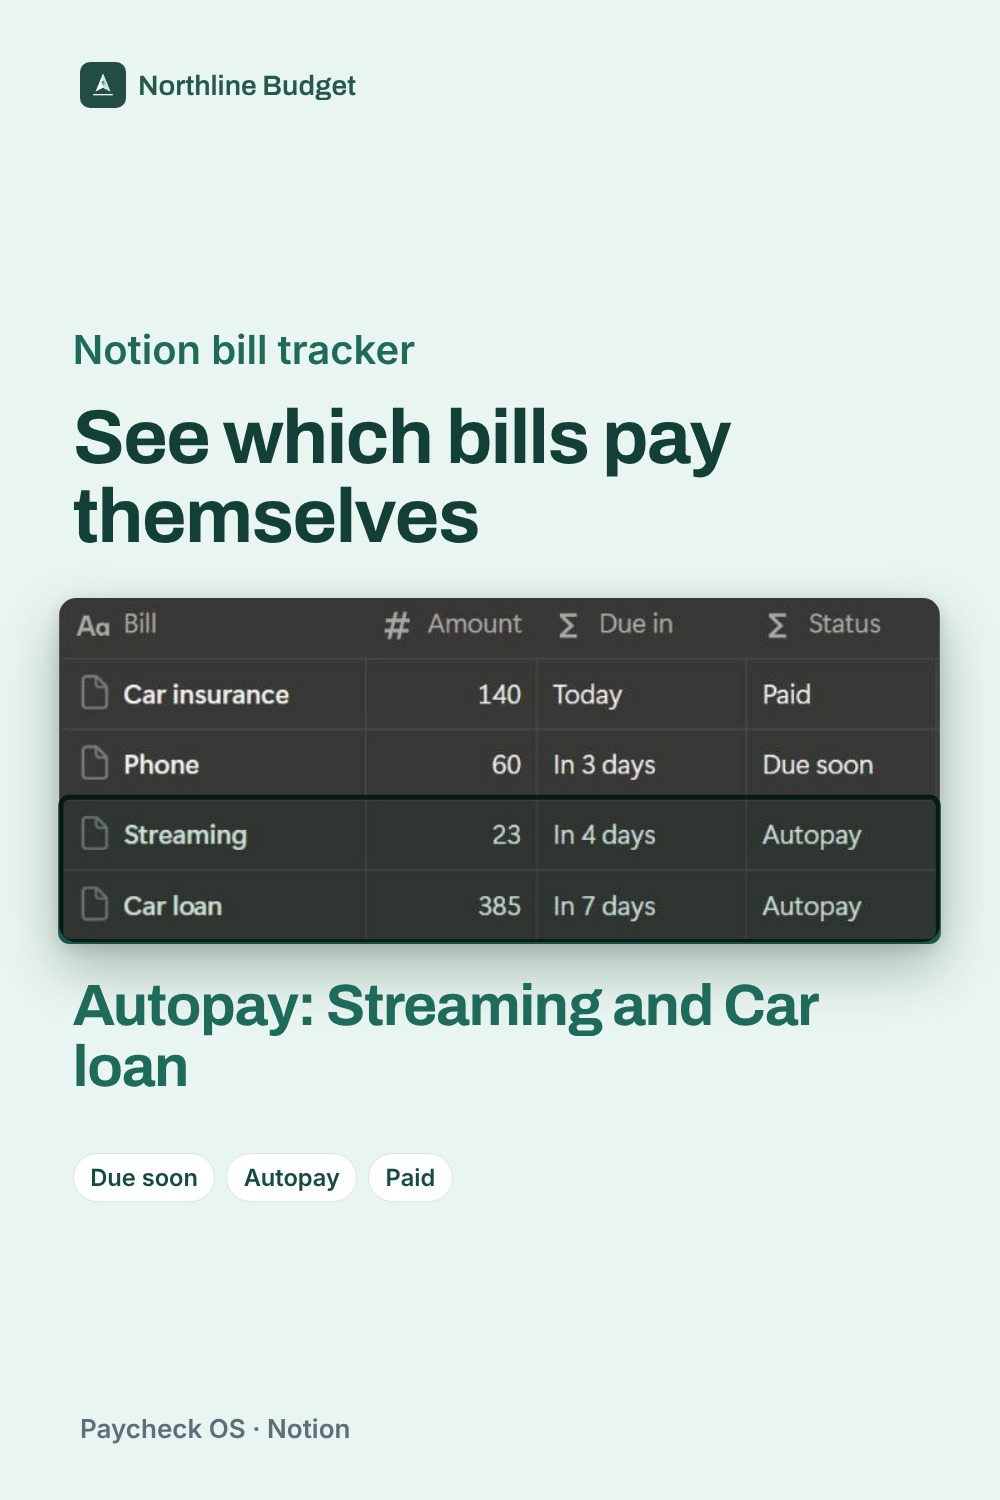 Northline Budget
Notion bill tracker
See which bills pay
themselves
Aa Bill # Amount Σ Due in Σ Status
Car insurance 140 Today Paid
Phone 60 In 3 days Due soon
Streaming 23 In 4 days Autopay
Car loan 385 In 7 days Autopay
Autopay: Streaming and Car
loan
Due soon Autopay Paid
Paycheck OS · Notion